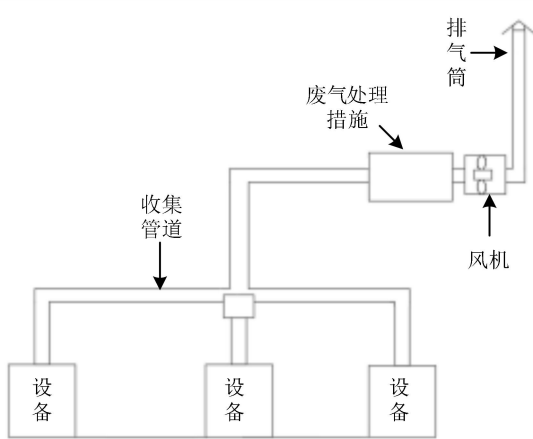 排
气
筒
废气处理
措施
收集
管道
风机
设
备
设
备
设
备